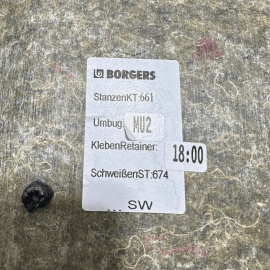 BORGERS
StanzenKT:661
Umbug: MU2
KlebenRetainer:
18:00
SchweißenST:674
SW